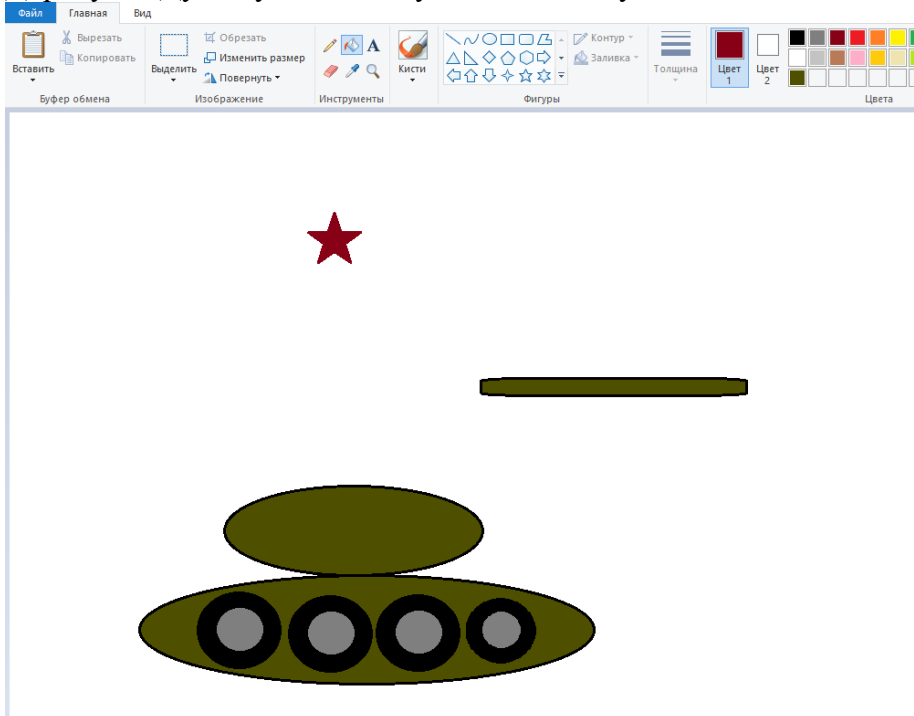 Файл Главная Вид
Вставить
Вырезать
Копировать
Буфер обмена
Выделить
Обрезать
Изменить размер
Повернуть
Изображение
А
Инструменты
Кисти
Контур
Заливка
Фигуры
Толщина
Цвет 1
Цвет 2
Цвета